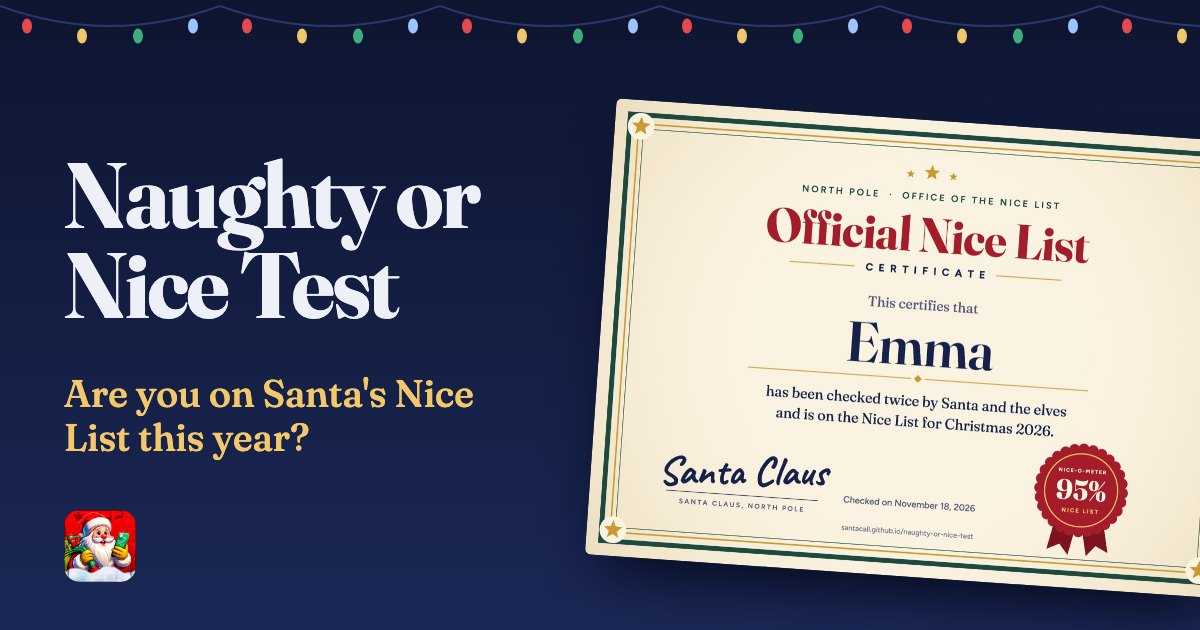 Naughty or
Nice Test
Are you on Santa's Nice
List this year?
NORTH POLE · OFFICE OF THE NICE LIST
Official Nice List
CERTIFICATE
This certifies that
Emma
has been checked twice by Santa and the elves
and is on the Nice List for Christmas 2026.
Santa Claus
SANTA CLAUS, NORTH POLE
Checked on November 18, 2026
santacall.github.io/naughty-or-nice-test
NICE-O-METER
95%
NICE LIST